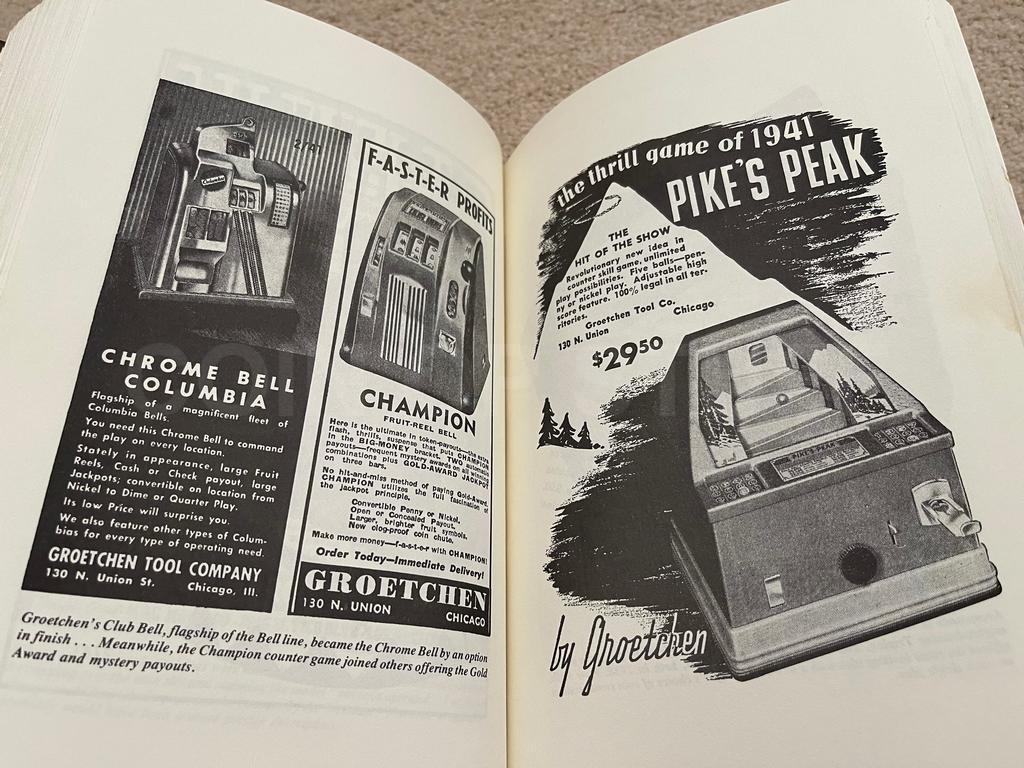 CHROME BELL
COLUMBIA
Flagship of a magnificent fleet of
Columbia Bells.
You need this Chrome Bell to command
the play on every location.
Stately in appearance, large Fruit
Reels, Cash or Check payout, large
Jackpots; convertible on location from
Nickel to Dime or Quarter Play.
Its low Price will surprise you.
We also feature other types of Colum-
bias for every type of operating need.
GROETCHEN TOOL COMPANY
130 N. Union St. Chicago, Ill.
F-A-S-T-E-R PROFITS
CHAMPION
FRUIT-REEL BELL
Here is the ultimate in token-payouts—the extra
flash, thrills, suspense that puts CHAMPION
in the BIG-MONEY bracket. TWO automatic
payouts—frequent mystery awards on all winning
combinations plus GOLD-AWARD JACKPOT
on three bars.
No hit-and-miss method of paying Gold-Award.
CHAMPION utilizes the full fascination of
the jackpot principle.
Convertible Penny or Nickel.
Open or Concealed Payout.
Larger, brighter fruit symbols.
New clog-proof coin chute.
Make more money—f-a-s-t-e-r with CHAMPION!
Order Today—Immediate Delivery!
GROETCHEN
130 N. UNION CHICAGO
Groetchen's Club Bell, flagship of the Bell line, became the Chrome Bell by an option
in finish . . . Meanwhile, the Champion counter game joined others offering the Gold
Award and mystery payouts.
the thrill game of 1941
PIKE'S PEAK
THE
HIT OF THE SHOW
Revolutionary new idea in
counter skill game, unlimited
play possibilities. Five balls—pen-
ny or nickel play. Adjustable high
score feature. 100% legal in all ter-
ritories.
Groetchen Tool Co.
130 N. Union Chicago
$29.50
PIKE'S PEAK
by Groetchen